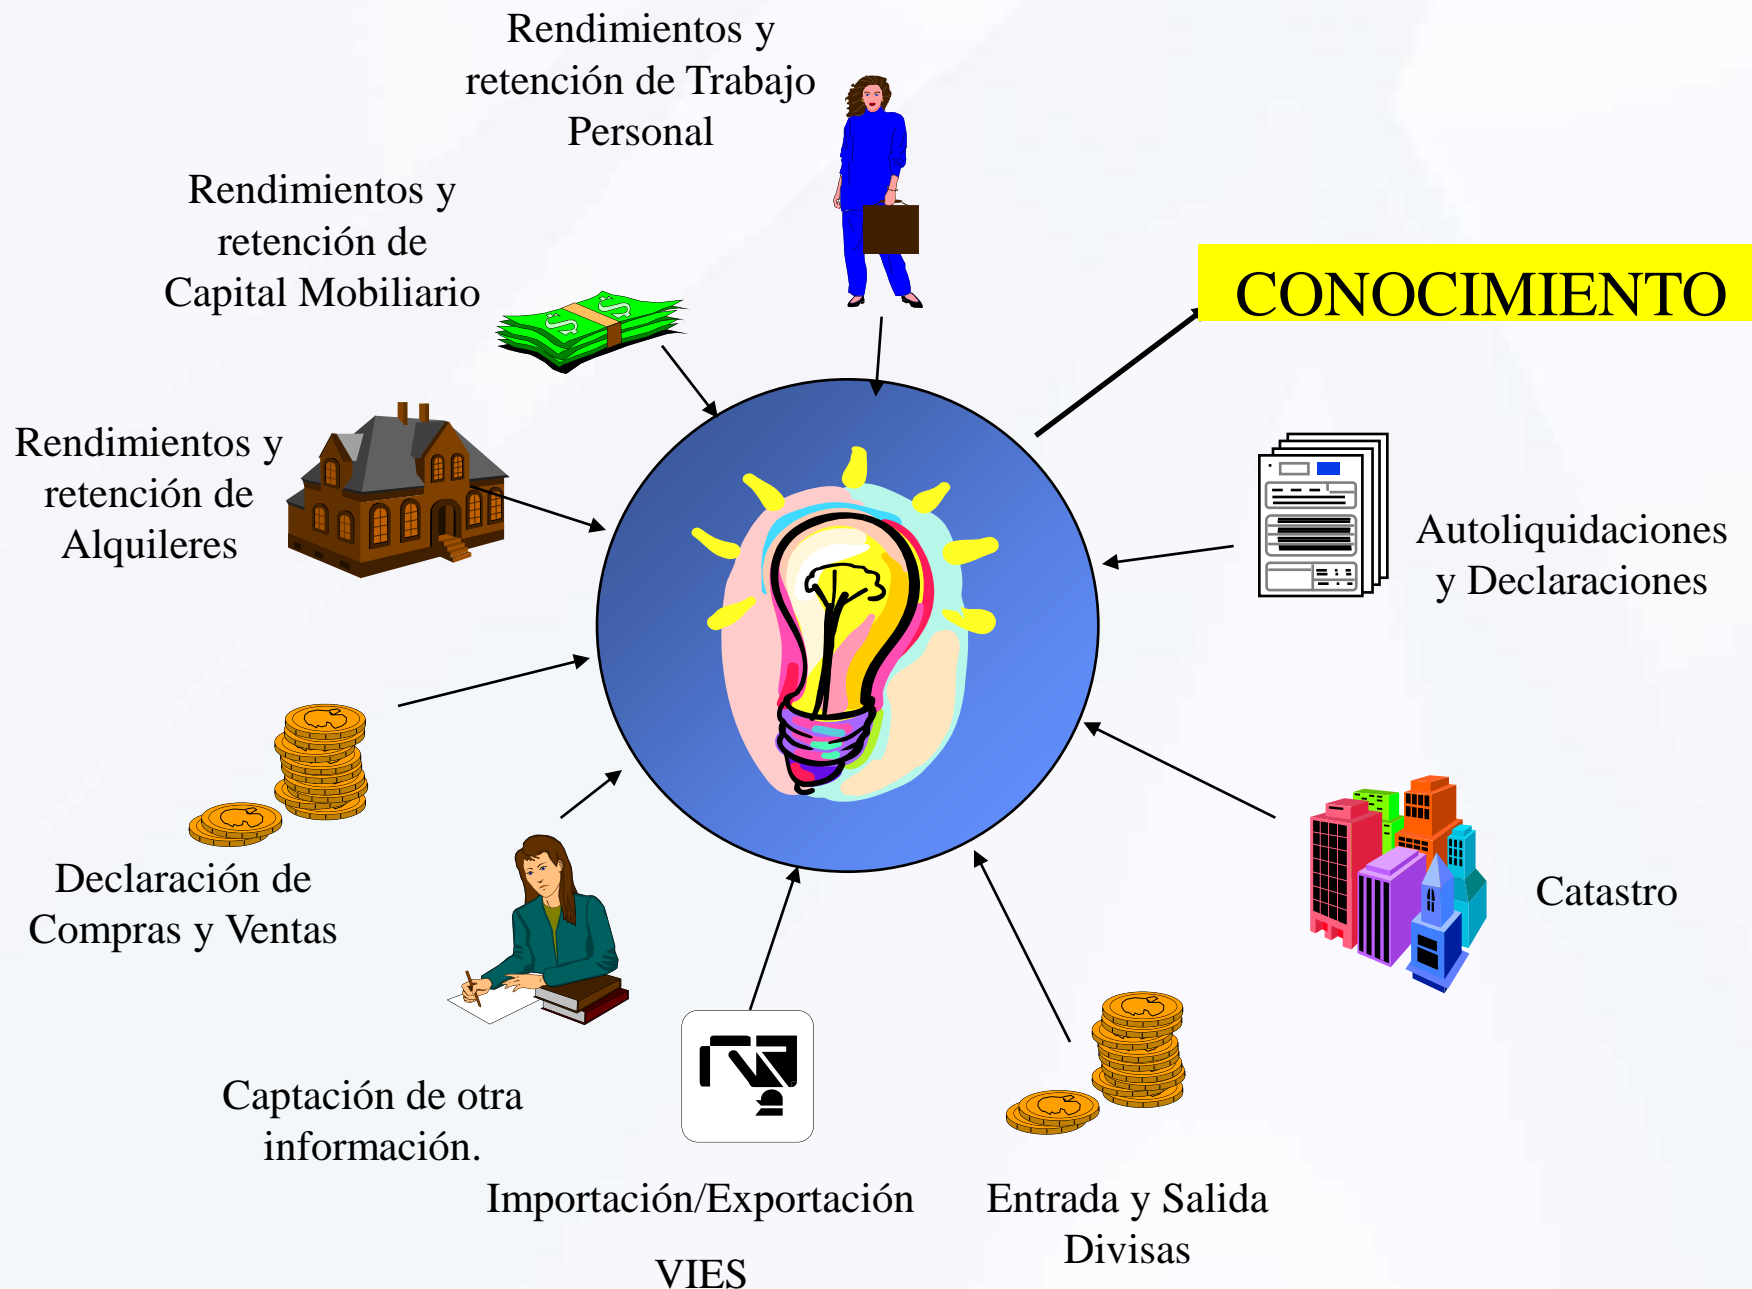 Rendimientos y
retención de Trabajo
Personal
Rendimientos y
retención de
Capital Mobiliario
CONOCIMIENTO
Rendimientos y
retención de
Alquileres
Autoliquidaciones
y Declaraciones
Declaración de
Compras y Ventas
Catastro
Captación de otra
información.
Importación/Exportación
VIES
Entrada y Salida
Divisas